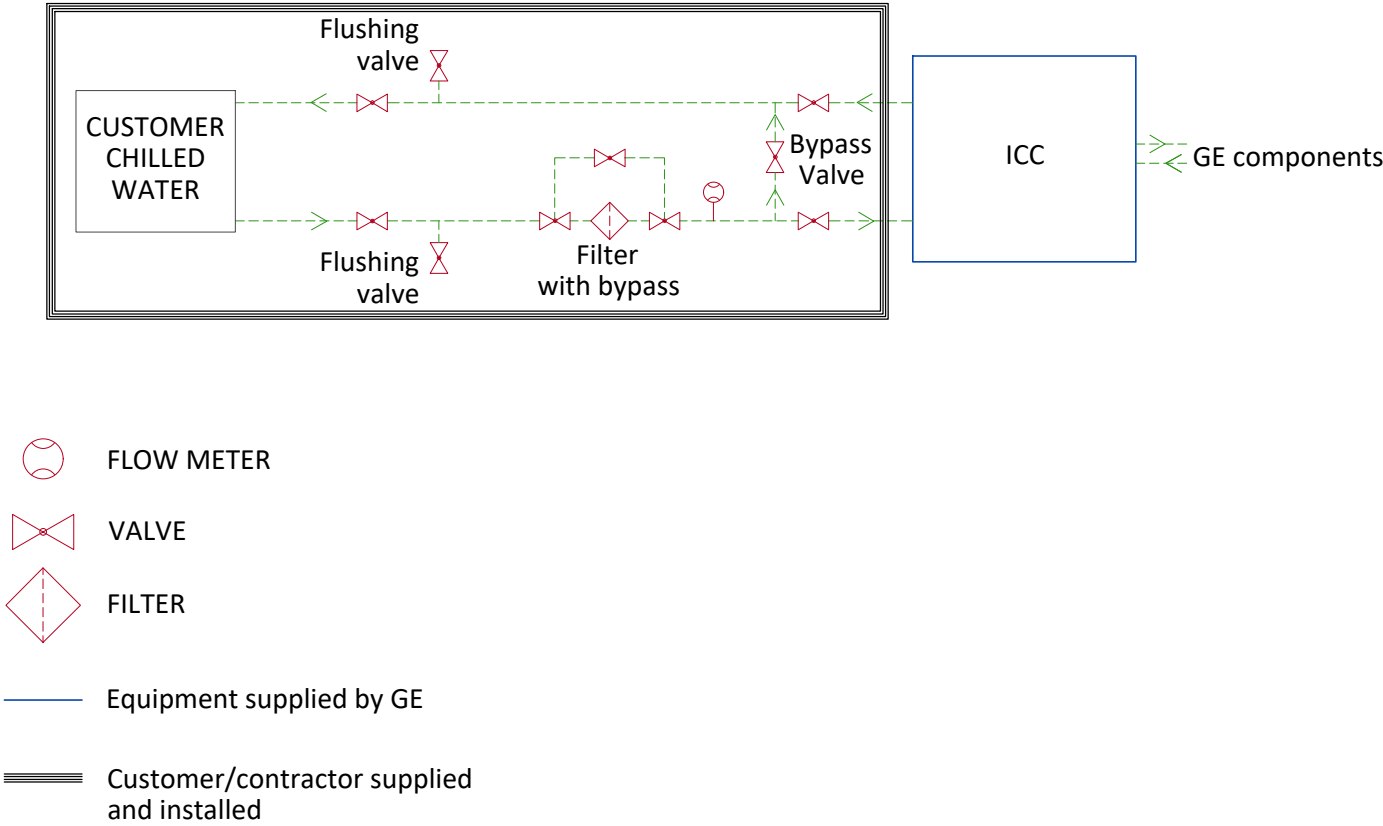 Flushing
valve
CUSTOMER
CHILLED
WATER
Bypass
Valve
ICC
GE components
Flushing
valve
Filter
with bypass
FLOW METER
VALVE
FILTER
Equipment supplied by GE
Customer/contractor supplied
and installed